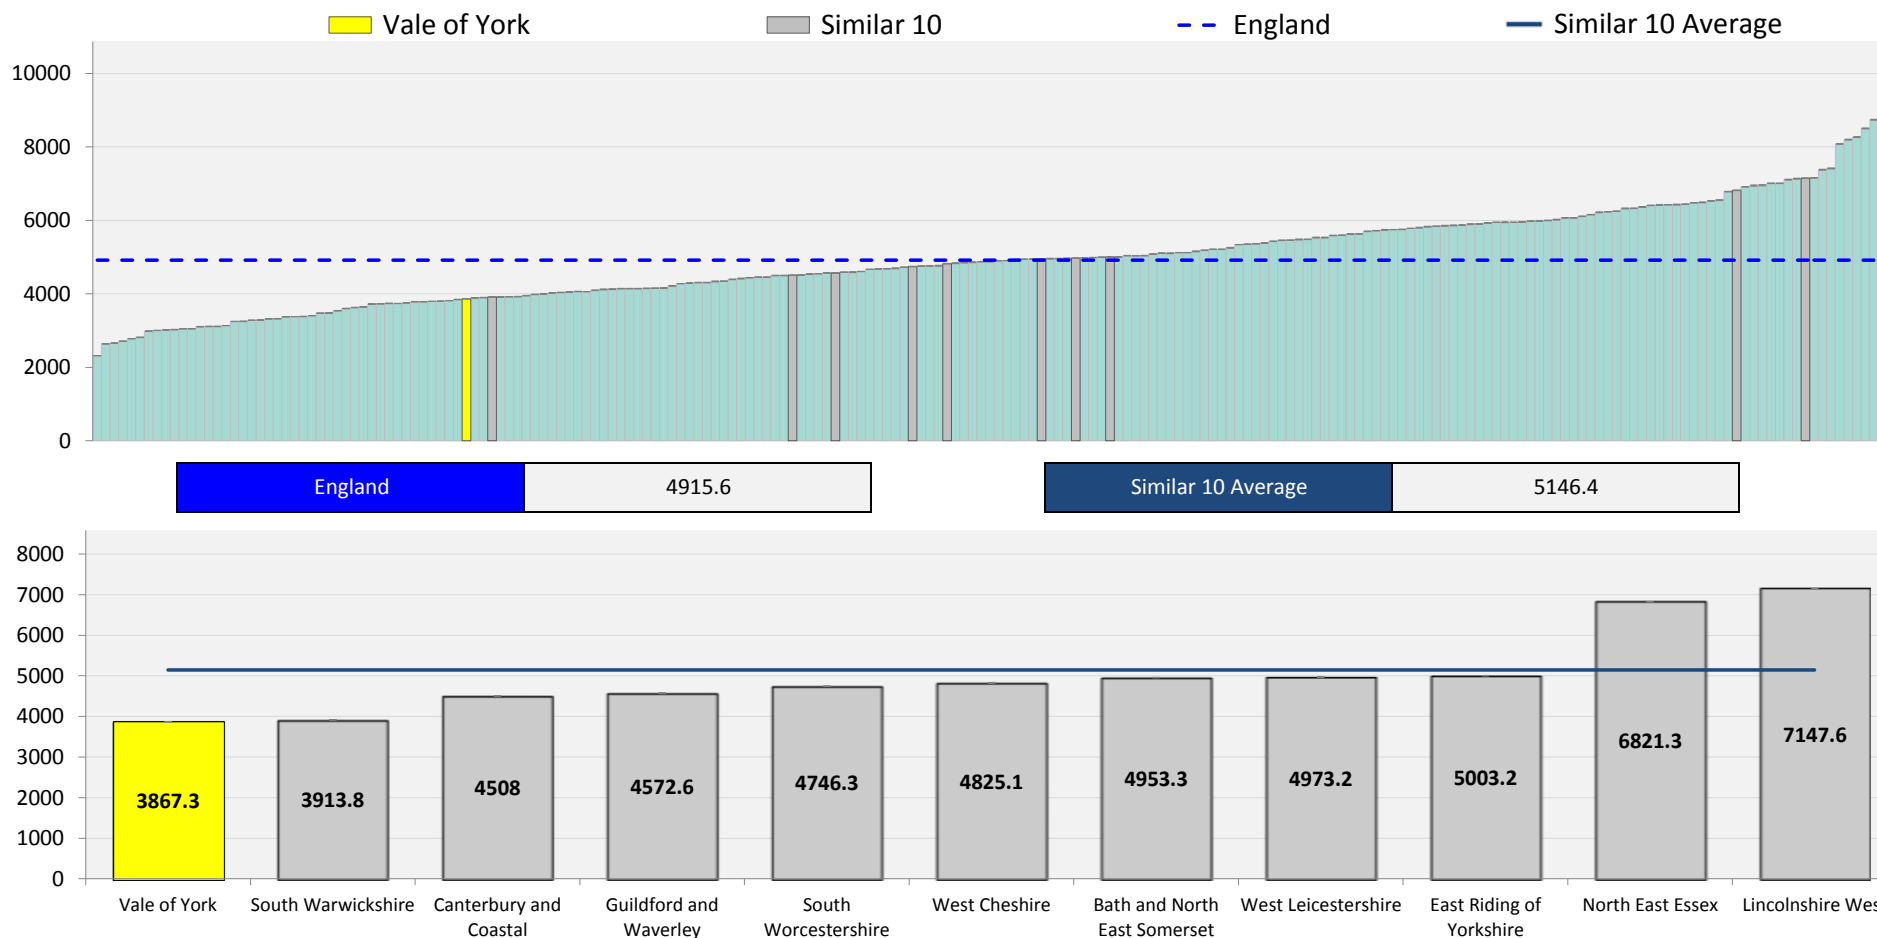 Vale of York
Similar 10
England
Similar 10 Average
10000
8000
6000
4000
2000
0
England 4915.6
Similar 10 Average 5146.4
8000
7000
6000
5000
4000
3000
2000
1000
0
3867.3
3913.8
4508
4572.6
4746.3
4825.1
4953.3
4973.2
5003.2
6821.3
7147.6
Vale of York
South Warwickshire
Canterbury and
Coastal
Guildford and
Waverley
South
Worcestershire
West Cheshire
Bath and North
East Somerset
West Leicestershire
East Riding of
Yorkshire
North East Essex
Lincolnshire Wes